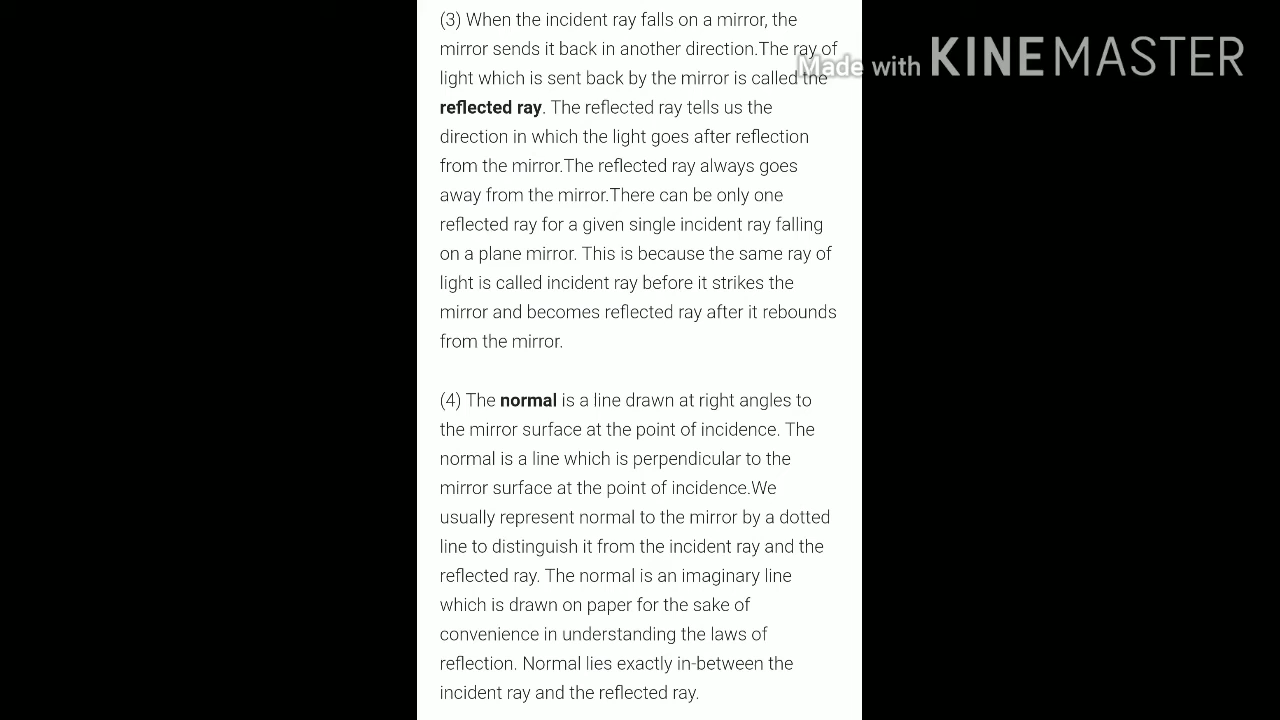 (3) When the incident ray falls on a mirror, the
mirror sends it back in another direction.The ray of
light which is sent back by the mirror is called the
reflected ray. The reflected ray tells us the
direction in which the light goes after reflection
from the mirror.The reflected ray always goes
away from the mirror.There can be only one
reflected ray for a given single incident ray falling
on a plane mirror. This is because the same ray of
light is called incident ray before it strikes the
mirror and becomes reflected ray after it rebounds
from the mirror.
(4) The normal is a line drawn at right angles to
the mirror surface at the point of incidence. The
normal is a line which is perpendicular to the
mirror surface at the point of incidence.We
usually represent normal to the mirror by a dotted
line to distinguish it from the incident ray and the
reflected ray. The normal is an imaginary line
which is drawn on paper for the sake of
convenience in understanding the laws of
reflection. Normal lies exactly in-between the
incident ray and the reflected ray.
Made with KINEMASTER